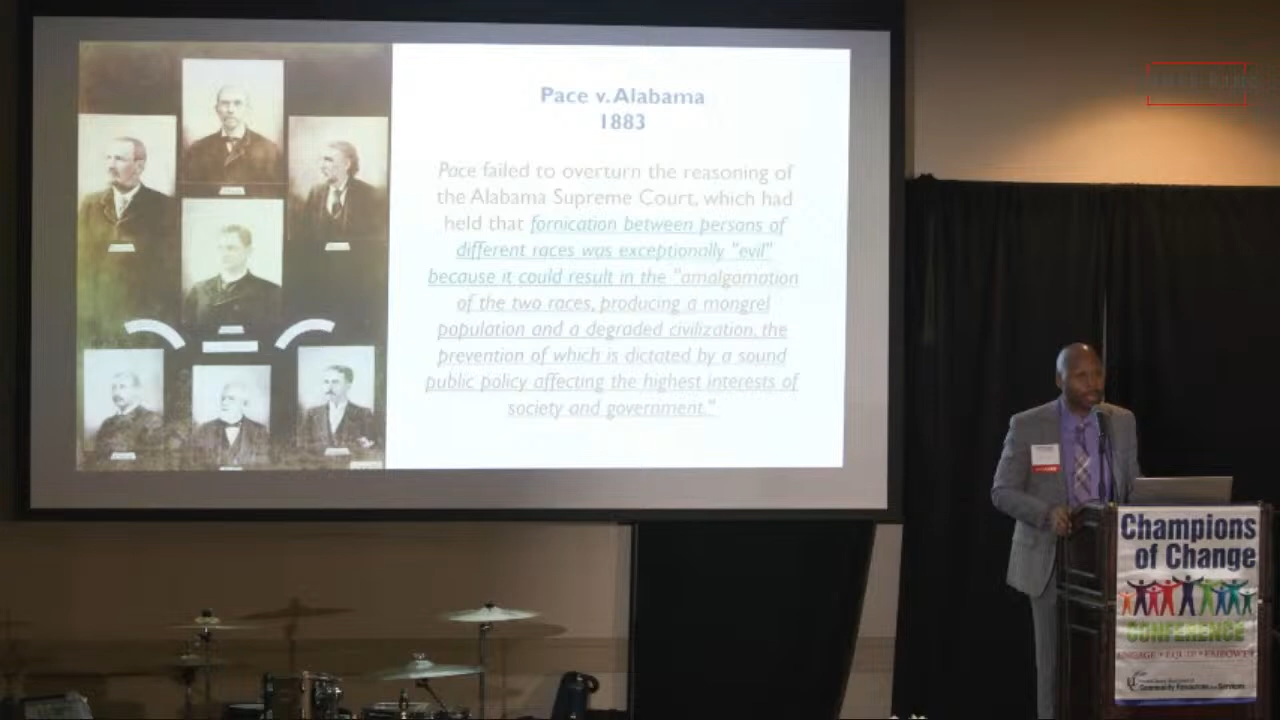 Pace v. Alabama
1883
Pace failed to overturn the reasoning of
the Alabama Supreme Court, which had
held that fornication between persons of
different races was exceptionally "evil"
because it could result in the "amalgamation
of the two races, producing a mongrel
population and a degraded civilization, the
prevention of which is dictated by a sound
public policy affecting the highest interests of
society and government."
Champions
of Change
CONFERENCE
ENGAGE • EQUIP • EMPOWER
Community Resources and Services